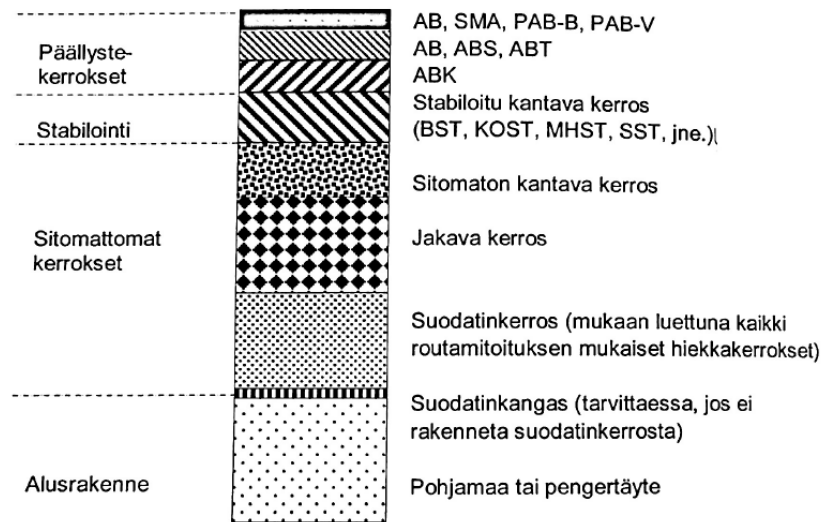 Päällyste-
kerrokset
Stabilointi
Sitomattomat
kerrokset
Alusrakenne
AB, SMA, PAB-B, PAB-V
AB, ABS, ABT
ABK
Stabiloitu kantava kerros
(BST, KOST, MHST, SST, jne.)
Sitomaton kantava kerros
Jakava kerros
Suodatinkerros (mukaan luettuna kaikki
routamitoituksen mukaiset hiekkakerrokset)
Suodatinkangas (tarvittaessa, jos ei
rakenneta suodatinkerrosta)
Pohjamaa tai pengertäyte